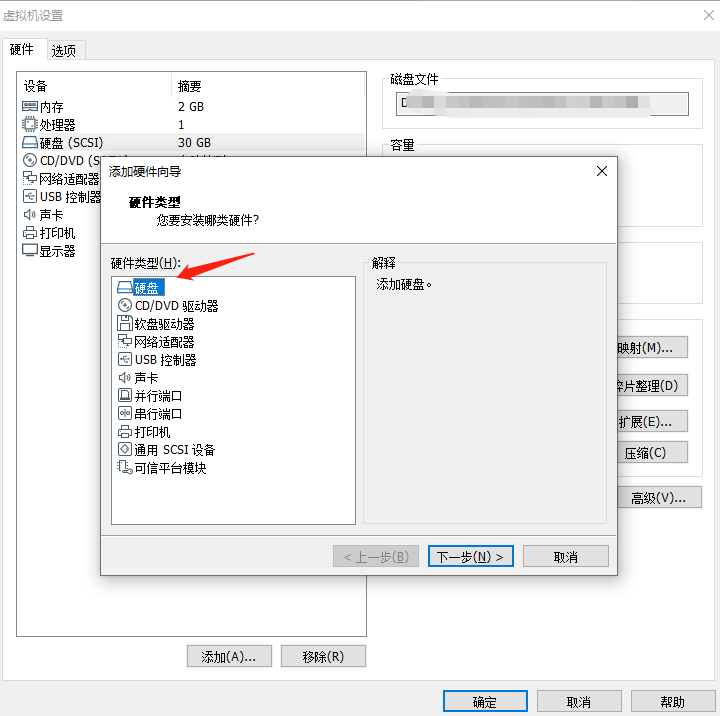 虚拟机设置
硬件 选项
设备 摘要
内存 2 GB
处理器 1
硬盘 (SCSI) 30 GB
CD/DVD (S
网络适配器
USB 控制器
声卡
打印机
显示器
添加(A)... 移除(R)
磁盘文件
容量
映射(M)...
碎片整理(D)
扩展(E)...
压缩(C)
高级(V)...
添加硬件向导
硬件类型
您要安装哪类硬件?
硬件类型(H):
硬盘
CD/DVD 驱动器
软盘驱动器
网络适配器
USB 控制器
声卡
并行端口
串行端口
打印机
通用 SCSI 设备
可信平台模块
解释
添加硬盘。
< 上一步(B) 下一步(N) > 取消
确定 取消 帮助